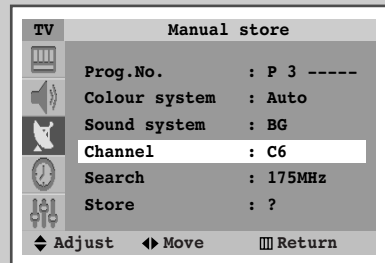 TV Manual store
Prog.No. : P 3 -----
Colour system : Auto
Sound system : BG
Channel : C6
Search : 175MHz
Store : ?
Adjust Move Return